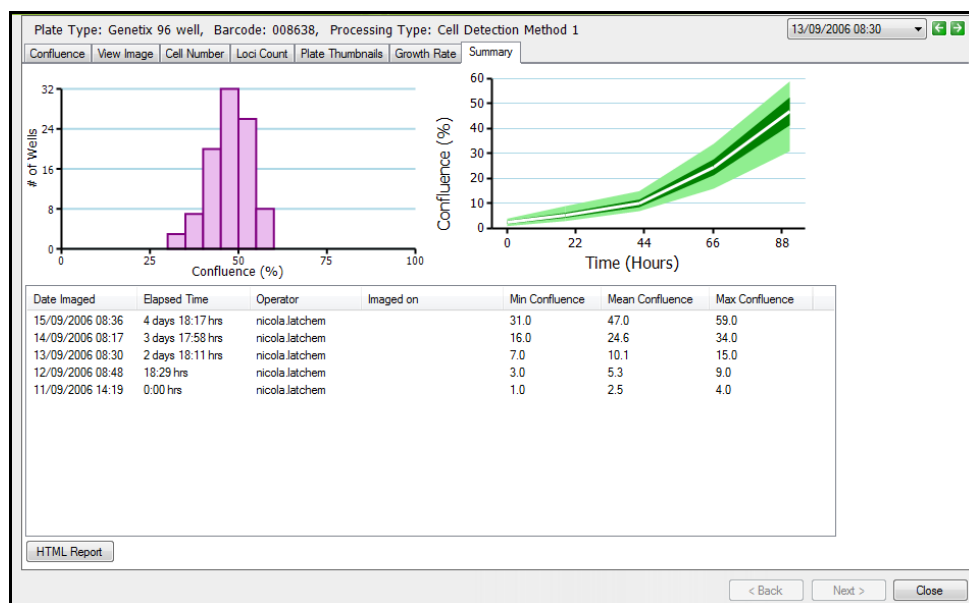 Plate Type: Genetix 96 well, Barcode: 008638, Processing Type: Cell Detection Method 1
13/09/2006 08:30
Confluence View Image Cell Number Loci Count Plate Thumbnails Growth Rate Summary
# of Wells
32
24
16
8
0
0 25 50 75 100
Confluence (%)
Confluence (%)
60
50
40
30
20
10
0
0 22 44 66 88
Time (Hours)
Date Imaged Elapsed Time Operator Imaged on Min Confluence Mean Confluence Max Confluence
15/09/2006 08:36 4 days 18:17 hrs nicola.latchem 31.0 47.0 59.0
14/09/2006 08:17 3 days 17:58 hrs nicola.latchem 16.0 24.6 34.0
13/09/2006 08:30 2 days 18:11 hrs nicola.latchem 7.0 10.1 15.0
12/09/2006 08:48 18:29 hrs nicola.latchem 3.0 5.3 9.0
11/09/2006 14:19 0:00 hrs nicola.latchem 1.0 2.5 4.0
HTML Report
< Back Next > Close